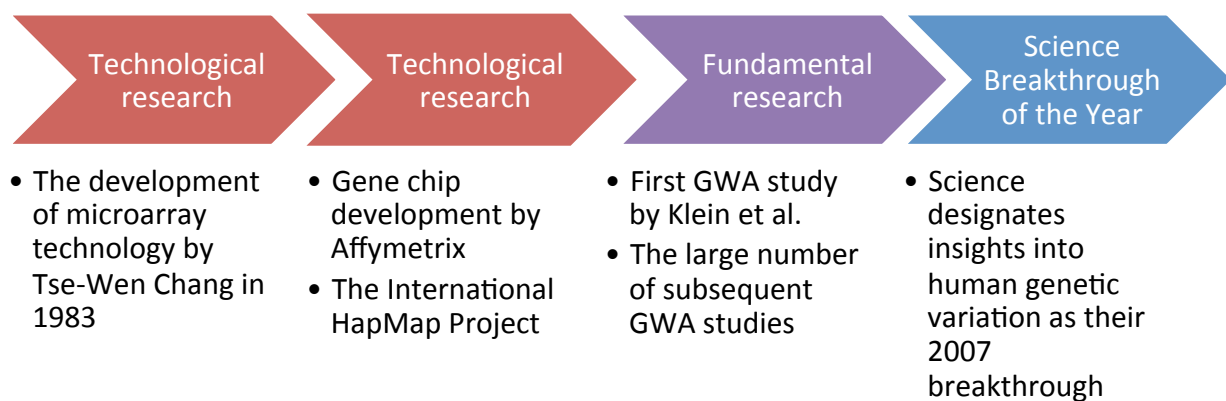 Technological
research
Technological
research
Fundamental
research
Science
Breakthrough
of the Year
• The development
of microarray
technology by
Tse-Wen Chang in
1983
• Gene chip
development by
Affymetrix
• The International
HapMap Project
• First GWA study
by Klein et al.
• The large number
of subsequent
GWA studies
• Science
designates
insights into
human genetic
variation as their
2007
breakthrough